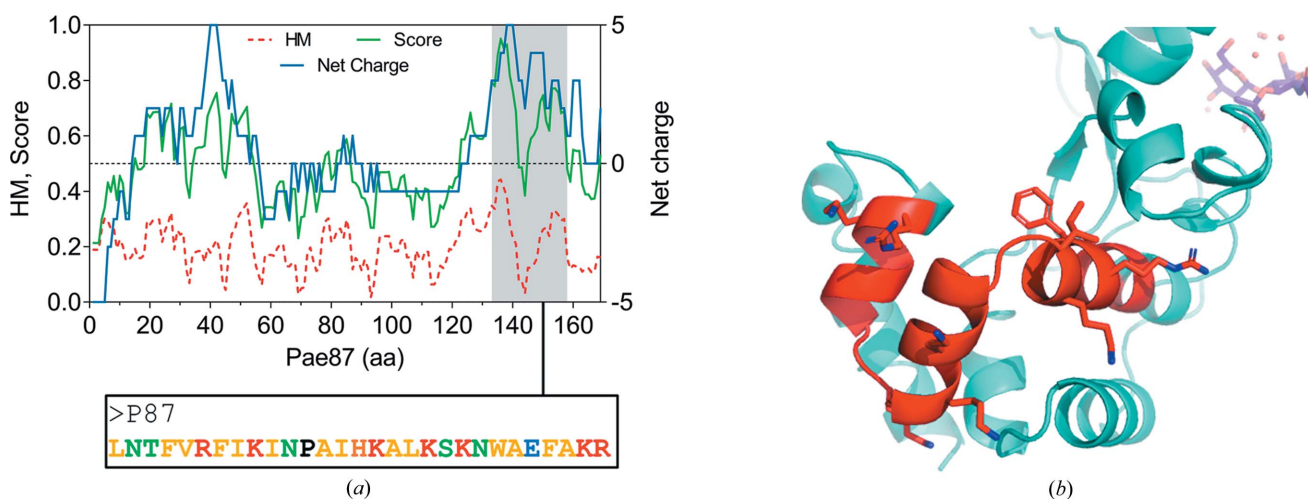 1.0
0.8
0.6
0.4
0.2
0.0
HM, Score
HM
Score
Net Charge
5
0
-5
Net charge
0 20 40 60 80 100 120 140 160
Pae87 (aa)
>P87
LNTFVRFIKINPAIHKALKSKNWAEFAKR
(a)
(b)